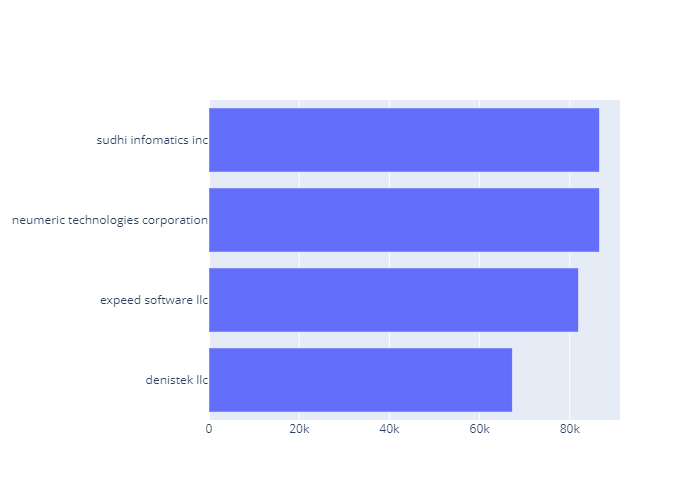 sudhi infomatics inc
neumeric technologies corporation
expeed software llc
denistek llc
0 20k 40k 60k 80k